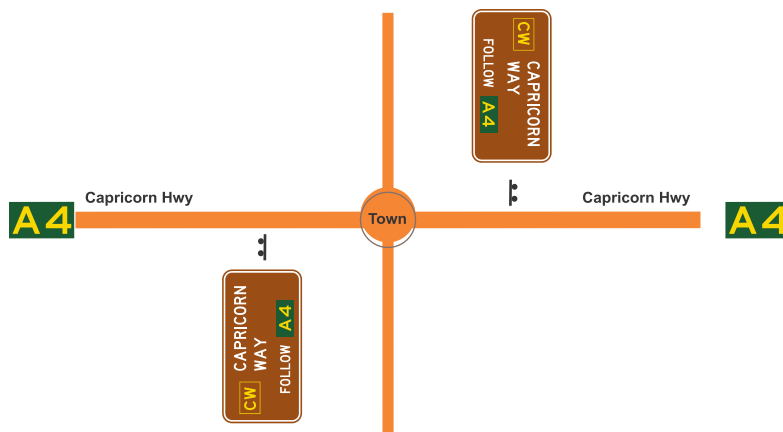 CW CAPRICORN
WAY
FOLLOW A4
Capricorn Hwy
Capricorn Hwy
A4
Town
A4
CAPRICORN
CW WAY
FOLLOW A4